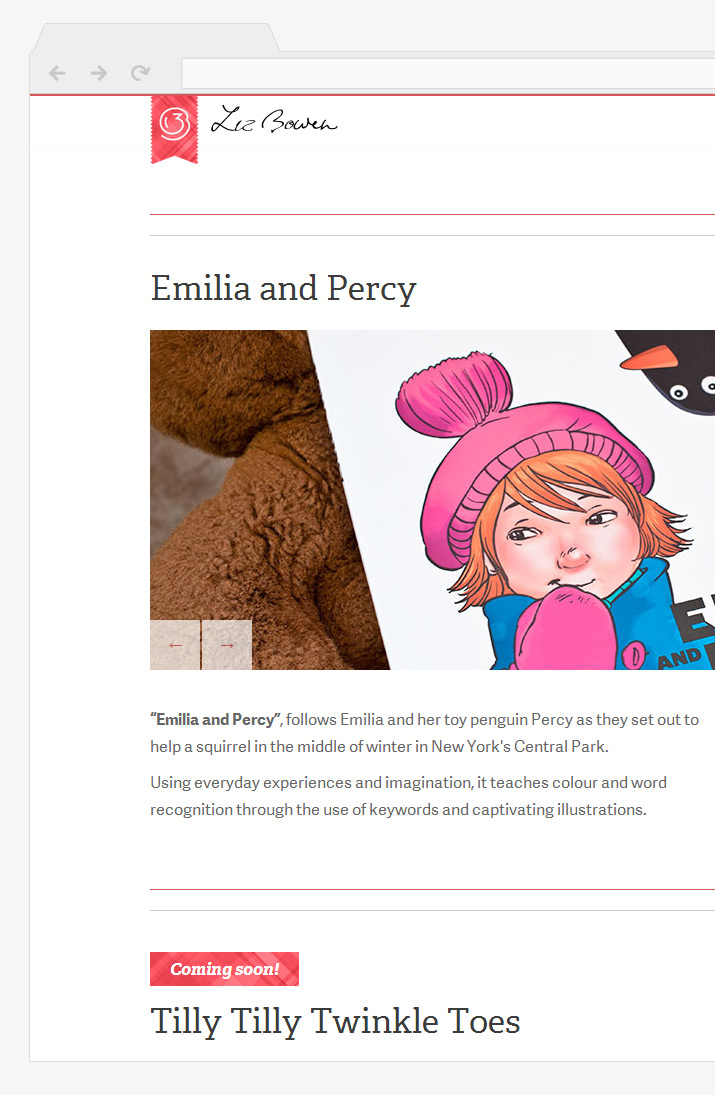 Liz Bowen
Emilia and Percy
AND
← →
“Emilia and Percy”, follows Emilia and her toy penguin Percy as they set out to
help a squirrel in the middle of winter in New York's Central Park.
Using everyday experiences and imagination, it teaches colour and word
recognition through the use of keywords and captivating illustrations.
Coming soon!
Tilly Tilly Twinkle Toes